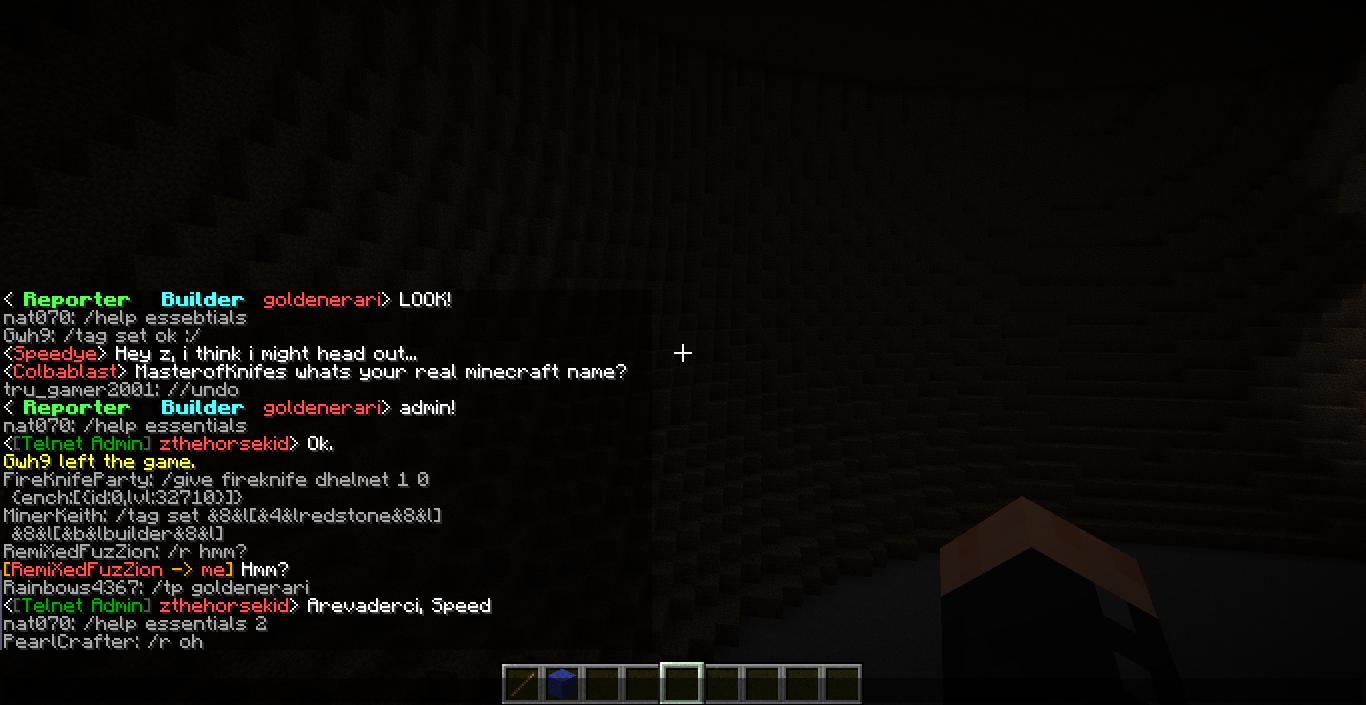 < Reporter Builder goldenerari> LOOK!
nat070: /help essebtials
Gwh9: /tag set ok :/
<Speedye> Hey z, i think i might head out...
<Colbablast> MasterofKnifes whats your real minecraft name?
tru_gamer2001: //undo
< Reporter Builder goldenerari> admin!
nat070: /help essentials
<[Telnet Admin] zthehorsekid> Ok.
Gwh9 left the game.
FireKnifeParty: /give fireknife dhelmet 1 0
{ench:[{id:0,lvl:32710}]}
MinerKeith: /tag set &8&l[&4&lredstone&8&l]
&8&l[&b&lbuilder&8&l]
RemiXedFuzZion: /r hmm?
[RemiXedFuzZion -> me] Hmm?
Rainbows4367: /tp goldenerari
<[Telnet Admin] zthehorsekid> Arevaderci, Speed
nat070: /help essentials 2
PearlCrafter: /r oh